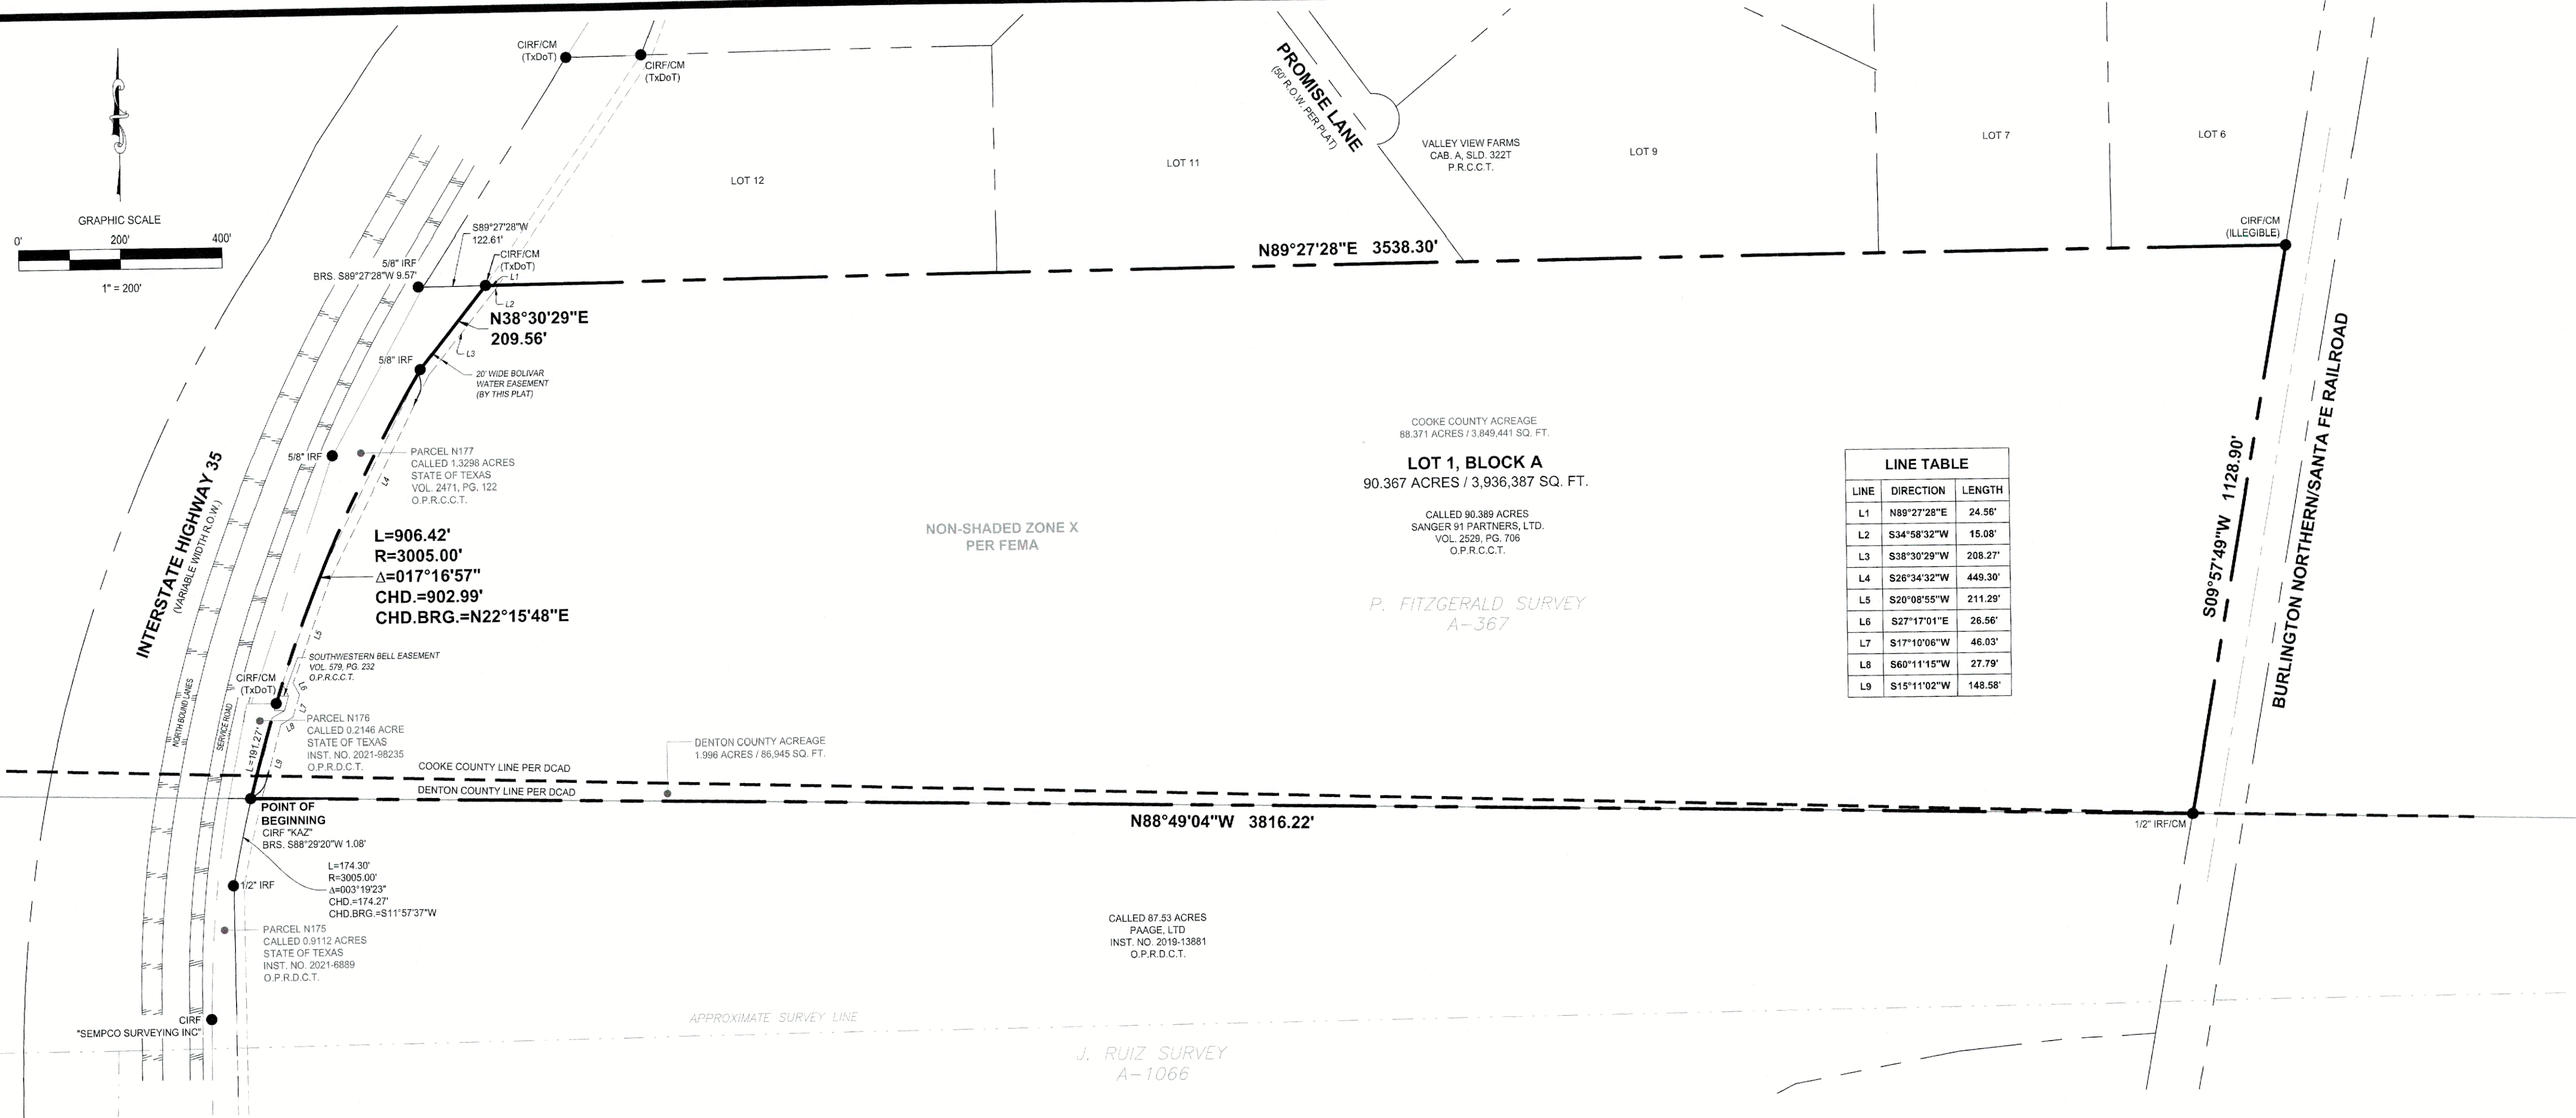 CIRF/CM
(TxDoT)
CIRF/CM
(TxDoT)
PROMISE LANE
(50' R.O.W. PER PLAT)
VALLEY VIEW FARMS
CAB. A, SLD. 322T
P.R.C.C.T.
LOT 12
LOT 11
LOT 9
LOT 7
LOT 6
GRAPHIC SCALE
0' 200' 400'
1" = 200'
S89°27'28"W
122.61'
5/8" IRF
BRS. S89°27'28"W 9.57'
CIRF/CM
(TxDoT)
L1
L2
N89°27'28"E 3538.30'
CIRF/CM
(ILLEGIBLE)
N38°30'29"E
209.56'
L3
5/8" IRF
20' WIDE BOLIVAR
WATER EASEMENT
(BY THIS PLAT)
INTERSTATE HIGHWAY 35
(VARIABLE WIDTH R.O.W.)
5/8" IRF
PARCEL N177
CALLED 1.3298 ACRES
STATE OF TEXAS
VOL. 2471, PG. 122
O.P.R.C.C.T.
L4
L=906.42'
R=3005.00'
Δ=017°16'57"
CHD.=902.99'
CHD.BRG.=N22°15'48"E
L5
NON-SHADED ZONE X
PER FEMA
COOKE COUNTY ACREAGE
88.371 ACRES / 3,849,441 SQ. FT.
LOT 1, BLOCK A
90.367 ACRES / 3,936,387 SQ. FT.
CALLED 90.389 ACRES
SANGER 91 PARTNERS, LTD.
VOL. 2529, PG. 706
O.P.R.C.C.T.
P. FITZGERALD SURVEY
A-367
LINE TABLE
LINE DIRECTION LENGTH
L1 N89°27'28"E 24.56'
L2 S34°58'32"W 15.08'
L3 S38°30'29"W 208.27'
L4 S26°34'32"W 449.30'
L5 S20°08'55"W 211.29'
L6 S27°17'01"E 26.56'
L7 S17°10'06"W 46.03'
L8 S60°11'15"W 27.79'
L9 S15°11'02"W 148.58'
S09°57'49"W 1128.90'
BURLINGTON NORTHERN/SANTA FE RAILROAD
SOUTHWESTERN BELL EASEMENT
VOL. 579, PG. 232
O.P.R.C.C.T.
CIRF/CM
(TxDoT)
L6
L7
L8
L9
NORTH BOUND LANES
SERVICE ROAD
L=191.27'
PARCEL N176
CALLED 0.2146 ACRE
STATE OF TEXAS
INST. NO. 2021-98235
O.P.R.D.C.T.
DENTON COUNTY ACREAGE
1.996 ACRES / 86,945 SQ. FT.
COOKE COUNTY LINE PER DCAD
DENTON COUNTY LINE PER DCAD
POINT OF
BEGINNING
CIRF "KAZ"
BRS. S88°29'20"W 1.08'
N88°49'04"W 3816.22'
1/2" IRF/CM
L=174.30'
R=3005.00'
Δ=003°19'23"
CHD.=174.27'
CHD.BRG.=S11°57'37"W
1/2" IRF
PARCEL N175
CALLED 0.9112 ACRES
STATE OF TEXAS
INST. NO. 2021-6889
O.P.R.D.C.T.
CALLED 87.53 ACRES
PAAGE, LTD
INST. NO. 2019-13881
O.P.R.D.C.T.
CIRF
"SEMPCO SURVEYING INC"
APPROXIMATE SURVEY LINE
J. RUIZ SURVEY
A-1066